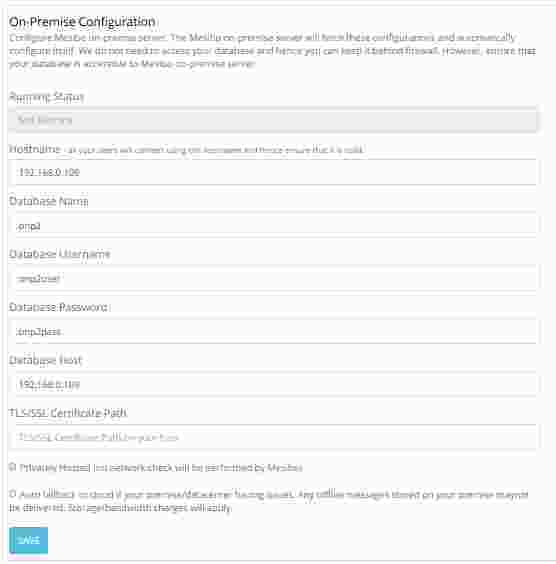 On-Premise Configuration
Configure Mesibo on-premise server. The Mesibo on-premise server will fetch these configurations and automatically
configure itself. We do not need to access your database and hence you can keep it behind firewall. However, ensure that
your database is accessible to Mesibo on-premise server.
Running Status
Not Running
Hostname - all your users will connect using this hostname and hence ensure that it is valid.
192.168.0.109
Database Name
onp2
Database Username
onp2user
Database Password
onp2pass
Database Host
192.168.0.109
TLS/SSL Certificate Path
TLS/SSL Certificate Path on your host
Privately Hosted (no network check will be performed by Mesibo)
Auto fallback to cloud if your premise/datacenter having issues. Any offline messages stored on your premise may not
be delivered. Storage/bandwidth charges will apply.
SAVE